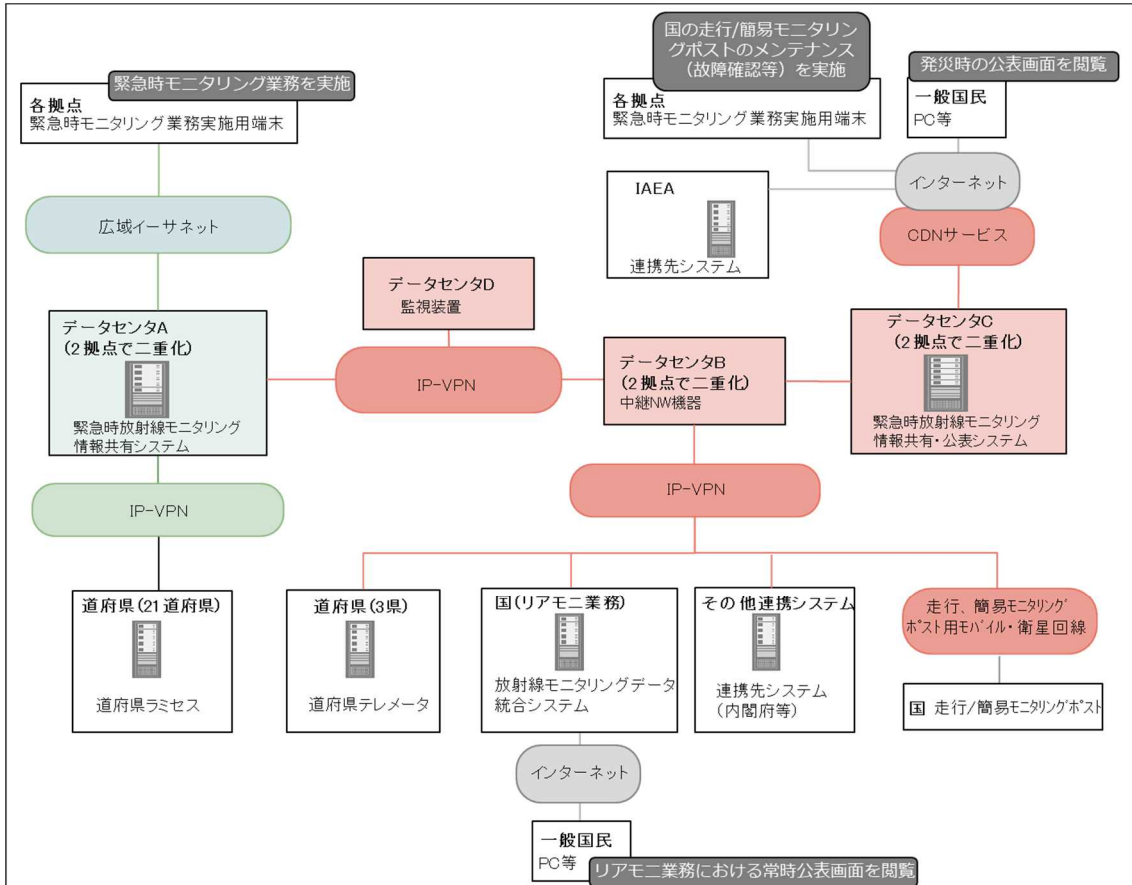 緊急時モニタリング業務を実施
各拠点
緊急時モニタリング業務実施用端末
国の走行/簡易モニタリン
グポストのメンテナンス
(故障確認等)を実施
各拠点
緊急時モニタリング業務実施用端末
発災時の公表画面を閲覧
一般国民
PC等
インターネット
CDNサービス
IAEA
連携先システム
広域イーサネット
データセンタD
監視装置
データセンタA
(2拠点で二重化)
緊急時放射線モニタリング
情報共有システム
IP-VPN
データセンタB
(2拠点で二重化)
中継NW機器
データセンタC
(2拠点で二重化)
緊急時放射線モニタリング
情報共有・公表システム
IP-VPN
IP-VPN
道府県(21道府県)
道府県ラミセス
道府県(3県)
道府県テレメータ
国(リアモニ業務)
放射線モニタリングデータ
統合システム
その他連携システム
連携先システム
(内閣府等)
走行、簡易モニタリング
ポスト用モバイル・衛星回線
国 走行/簡易モニタリングポスト
インターネット
一般国民
PC等
リアモニ業務における常時公表画面を閲覧